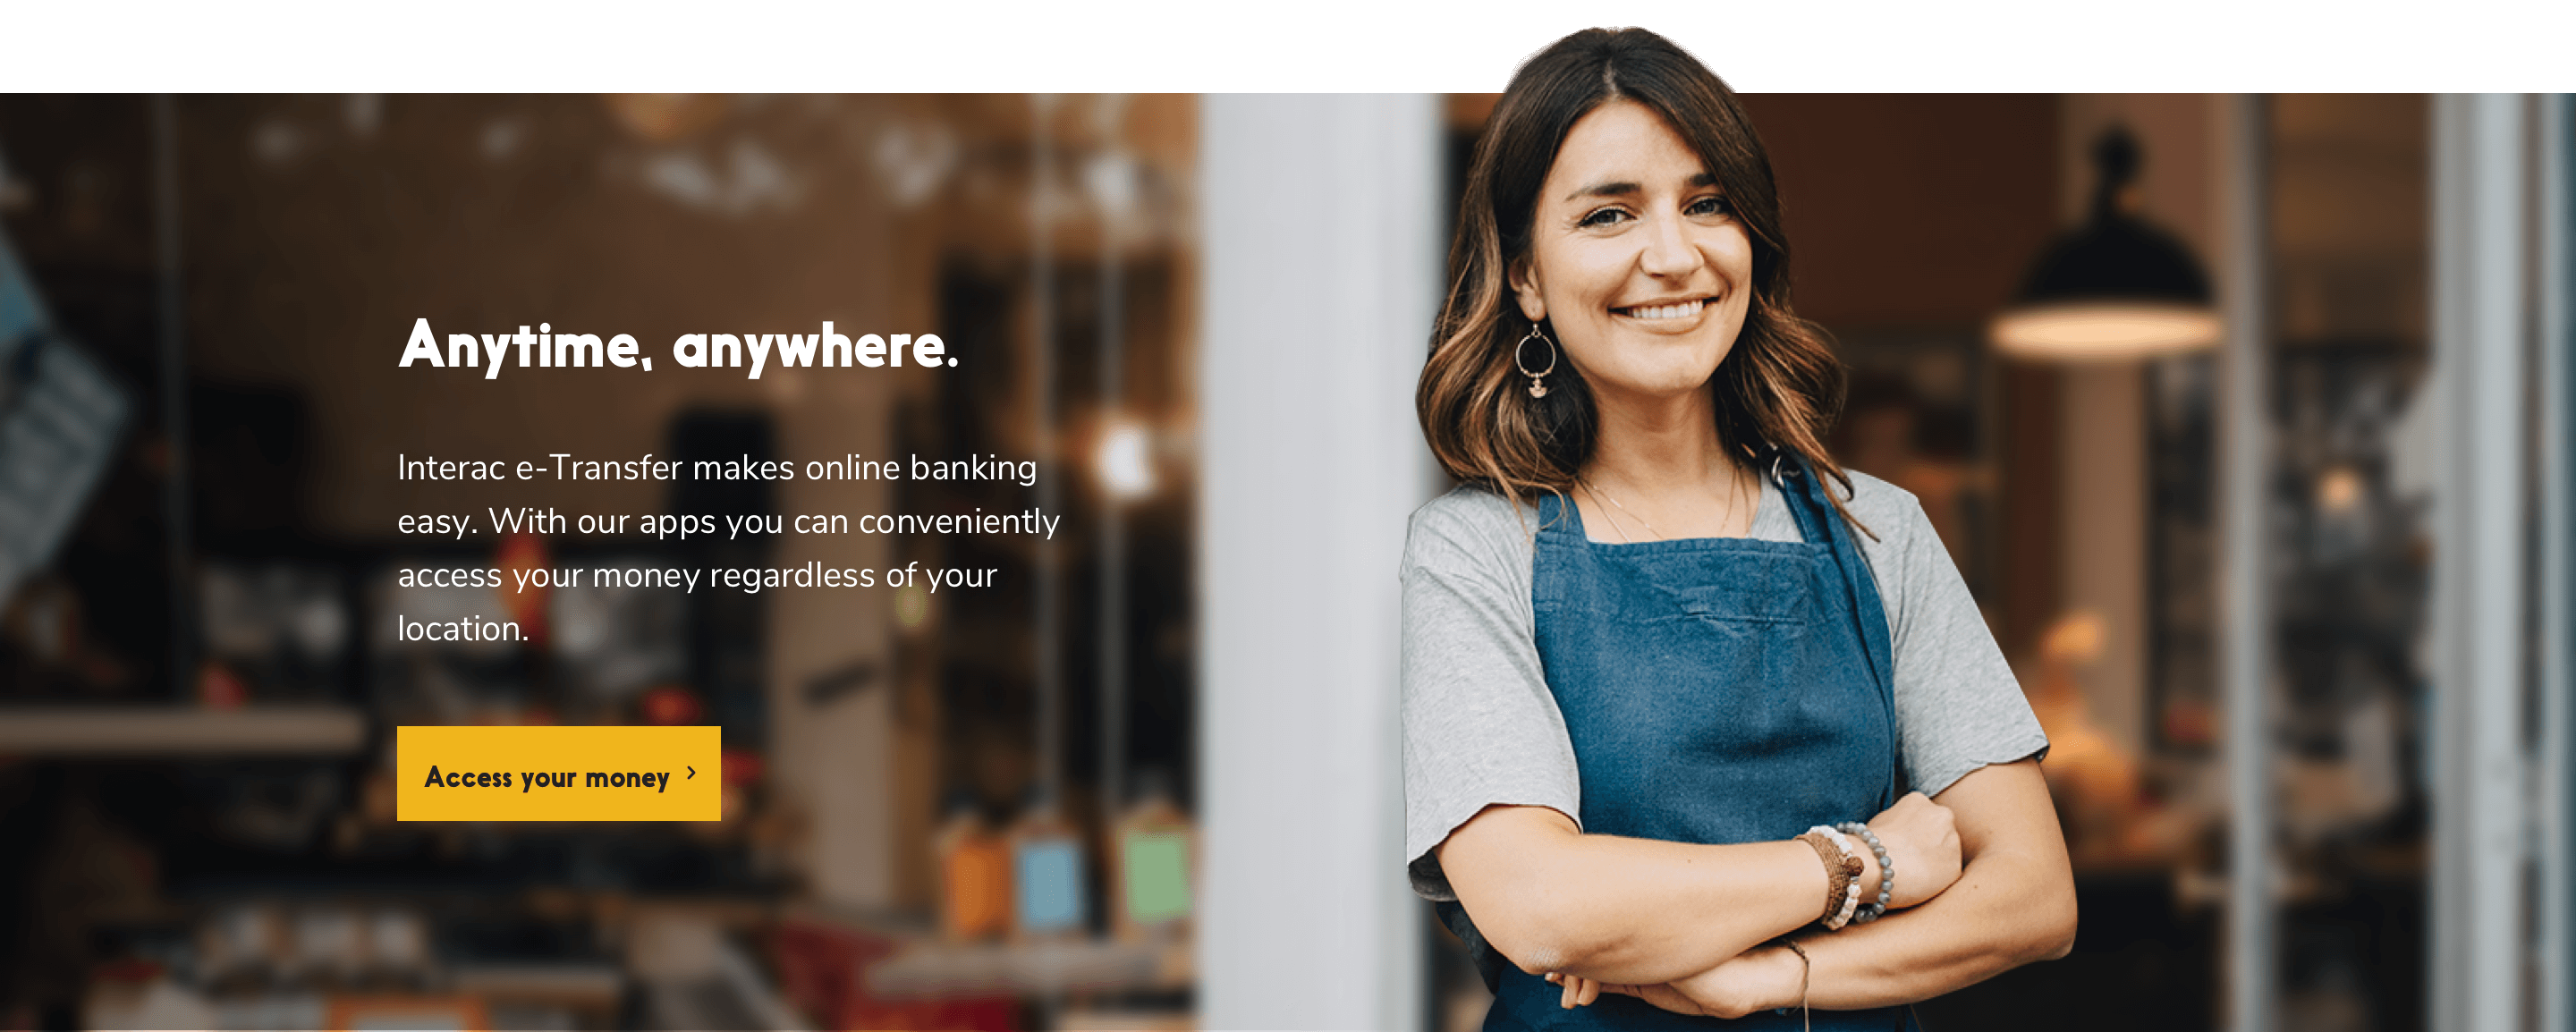 Anytime, anywhere.
Interac e-Transfer makes online banking
easy. With our apps you can conveniently
access your money regardless of your
location.
Access your money